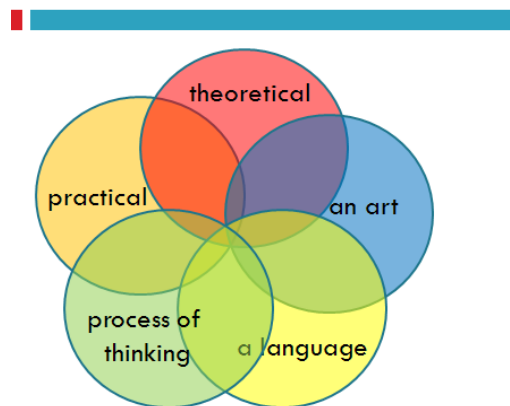 theoretical
practical
an art
process of
thinking
a language